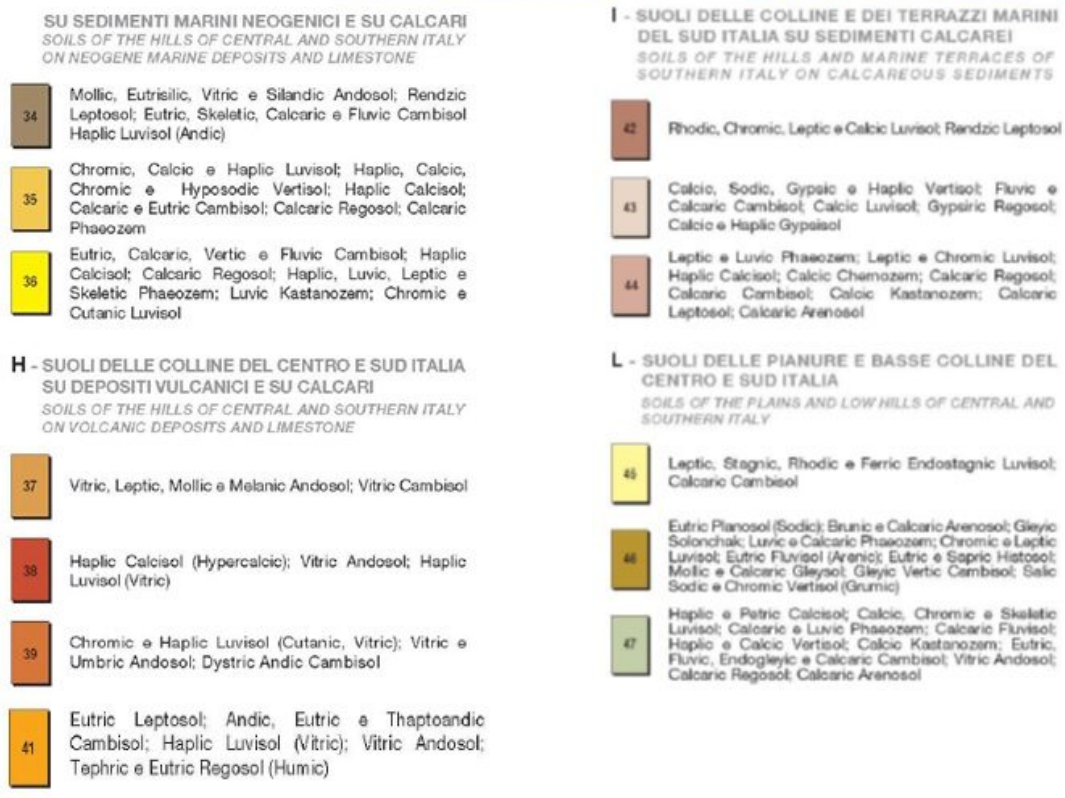 SU SEDIMENTI MARINI NEOGENICI E SU CALCARI
SOILS OF THE HILLS OF CENTRAL AND SOUTHERN ITALY
ON NEOGENE MARINE DEPOSITS AND LIMESTONE
34
Mollic, Eutrisilic, Vitric e Silandic Andosol; Rendzic
Leptosol; Eutric, Skeletic, Calcaric e Fluvic Cambisol
Haplic Luvisol (Andic)
35
Chromic, Calcic e Haplic Luvisol; Haplic, Calcic,
Chromic e Hyposodic Vertisol; Haplic Calcisol;
Calcaric e Eutric Cambisol; Calcaric Regosol; Calcaric
Phaeozem
36
Eutric, Calcaric, Vertic e Fluvic Cambisol; Haplic
Calcisol; Calcaric Regosol; Haplic, Luvic, Leptic e
Skeletic Phaeozem; Luvic Kastanozem; Chromic e
Cutanic Luvisol
H - SUOLI DELLE COLLINE DEL CENTRO E SUD ITALIA
SU DEPOSITI VULCANICI E SU CALCARI
SOILS OF THE HILLS OF CENTRAL AND SOUTHERN ITALY
ON VOLCANIC DEPOSITS AND LIMESTONE
37
Vitric, Leptic, Mollic e Melanic Andosol; Vitric Cambisol
38
Haplic Calcisol (Hypercalcic); Vitric Andosol; Haplic
Luvisol (Vitric)
39
Chromic e Haplic Luvisol (Cutanic, Vitric); Vitric e
Umbric Andosol; Dystric Andic Cambisol
41
Eutric Leptosol; Andic, Eutric e Thaptoandic
Cambisol; Haplic Luvisol (Vitric); Vitric Andosol;
Tephric e Eutric Regosol (Humic)
I - SUOLI DELLE COLLINE E DEI TERRAZZI MARINI
DEL SUD ITALIA SU SEDIMENTI CALCAREI
SOILS OF THE HILLS AND MARINE TERRACES OF
SOUTHERN ITALY ON CALCAREOUS SEDIMENTS
42
Rhodic, Chromic, Leptic e Calcic Luvisol; Rendzic Leptosol
43
Calcic, Sodic, Gypsic e Haplic Vertisol; Fluvic e
Calcaric Cambisol; Calcic Luvisol; Gypsiric Regosol;
Calcic e Haplic Gypsisol
44
Leptic e Luvic Phaeozem; Leptic e Chromic Luvisol;
Haplic Calcisol; Calcic Chernozem; Calcaric Regosol;
Calcaric Cambisol; Calcic Kastanozem; Calcaric
Leptosol; Calcaric Arenosol
L - SUOLI DELLE PIANURE E BASSE COLLINE DEL
CENTRO E SUD ITALIA
SOILS OF THE PLAINS AND LOW HILLS OF CENTRAL AND
SOUTHERN ITALY
45
Leptic, Stagnic, Rhodic e Ferric Endostagnic Luvisol;
Calcaric Cambisol
46
Eutric Planosol (Sodic); Brunic e Calcaric Arenosol; Gleyic
Solonchak; Luvic e Calcaric Phaeozem; Chromic e Leptic
Luvisol; Eutric Fluvisol (Arenic); Eutric e Sapric Histosol;
Mollic e Calcaric Gleysol; Gleyic Vertic Cambisol; Salic
Sodic e Chromic Vertisol (Grumic)
47
Haplic e Petric Calcisol; Calcic, Chromic e Skeletic
Luvisol; Calcaric e Luvic Phaeozem; Calcaric Fluvisol;
Haplic e Calcic Vertisol; Calcic Kastanozem; Eutric,
Fluvic, Endogleyic e Calcaric Cambisol; Vitric Andosol;
Calcaric Regosol; Calcaric Arenosol